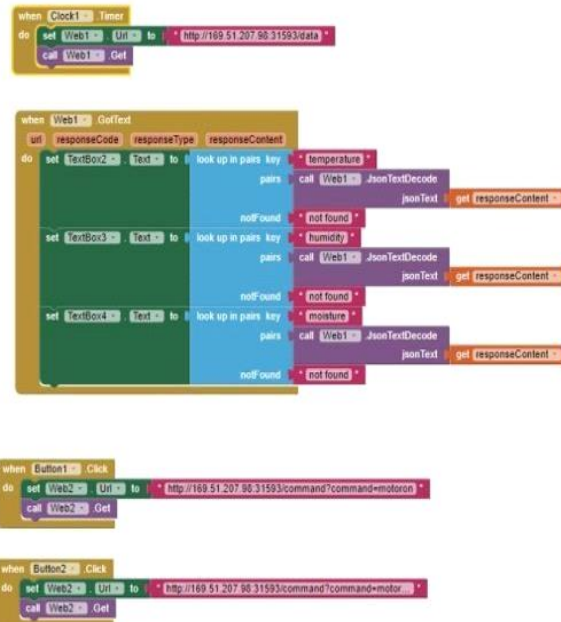 when Clock1 .Timer
do set Web1 . Url to " http://169.51.207.98:31593/data "
call Web1 .Get
when Web1 .GotText
url responseCode responseType responseContent
do set TextBox2 . Text to look up in pairs key " temperature "
pairs call Web1 .JsonTextDecode
jsonText get responseContent
notFound " not found "
set TextBox3 . Text to look up in pairs key " humidity "
pairs call Web1 .JsonTextDecode
jsonText get responseContent
notFound " not found "
set TextBox4 . Text to look up in pairs key " moisture "
pairs call Web1 .JsonTextDecode
jsonText get responseContent
notFound " not found "
when Button1 .Click
do set Web2 . Url to " http://169.51.207.98:31593/command?command=motoron "
call Web2 .Get
when Button2 .Click
do set Web2 . Url to " http://169.51.207.98:31593/command?command=motor... "
call Web2 .Get